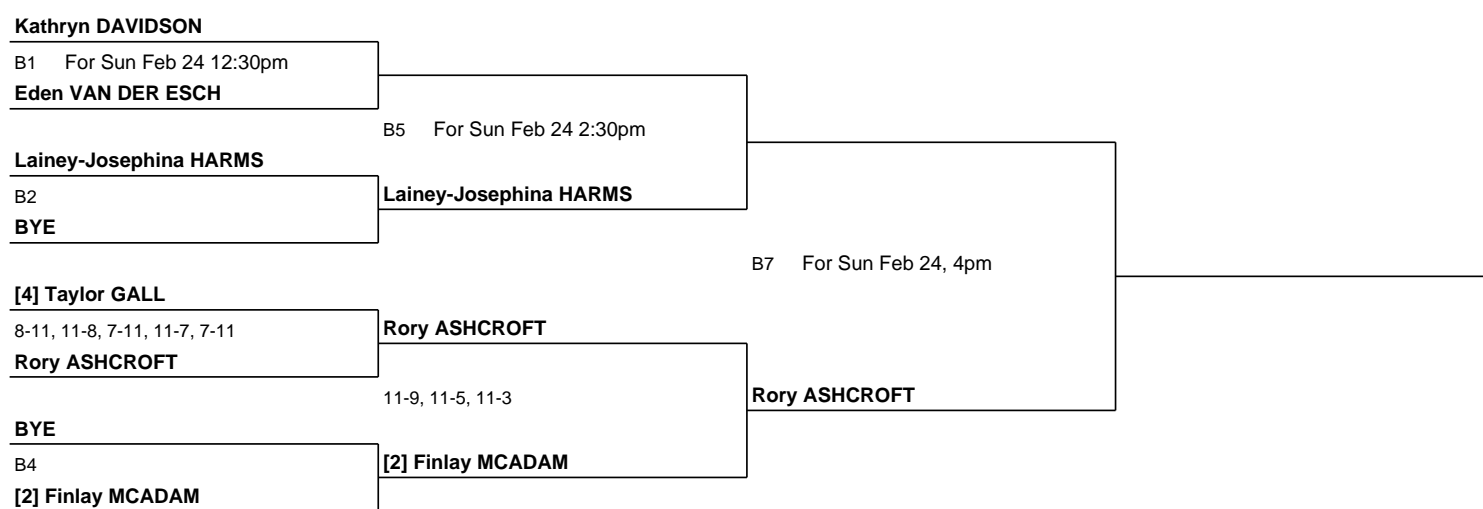 Kathryn DAVIDSON
B1 For Sun Feb 24 12:30pm
Eden VAN DER ESCH
B5 For Sun Feb 24 2:30pm
Lainey-Josephina HARMS
B2
Lainey-Josephina HARMS
BYE
B7 For Sun Feb 24, 4pm
[4] Taylor GALL
8-11, 11-8, 7-11, 11-7, 7-11
Rory ASHCROFT
Rory ASHCROFT
11-9, 11-5, 11-3
Rory ASHCROFT
BYE
B4
[2] Finlay MCADAM
[2] Finlay MCADAM